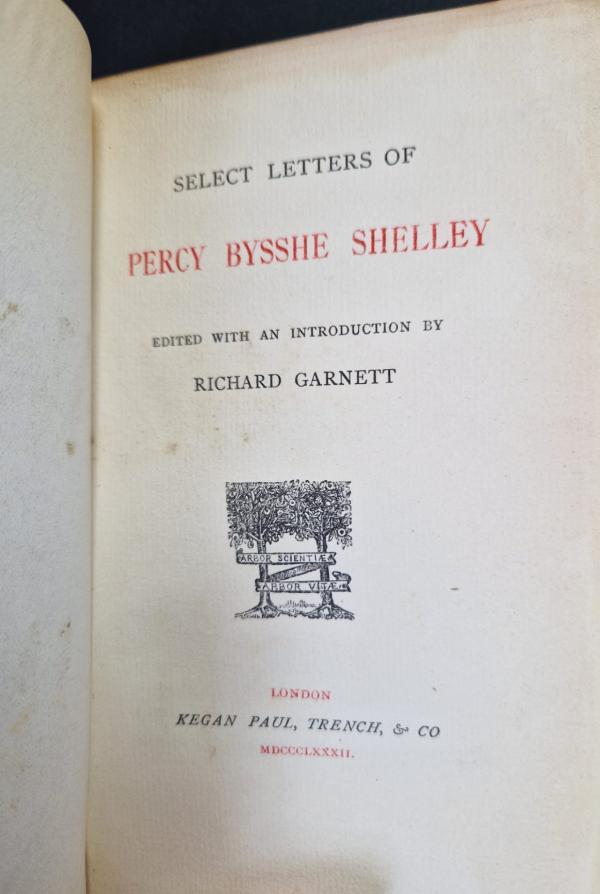 SELECT LETTERS OF
PERCY BYSSHE SHELLEY
EDITED WITH AN INTRODUCTION BY
RICHARD GARNETT
ARBOR SCIENTIÆ
ARBOR VITÆ
LONDON
KEGAN PAUL, TRENCH, & CO
MDCCCLXXXII.